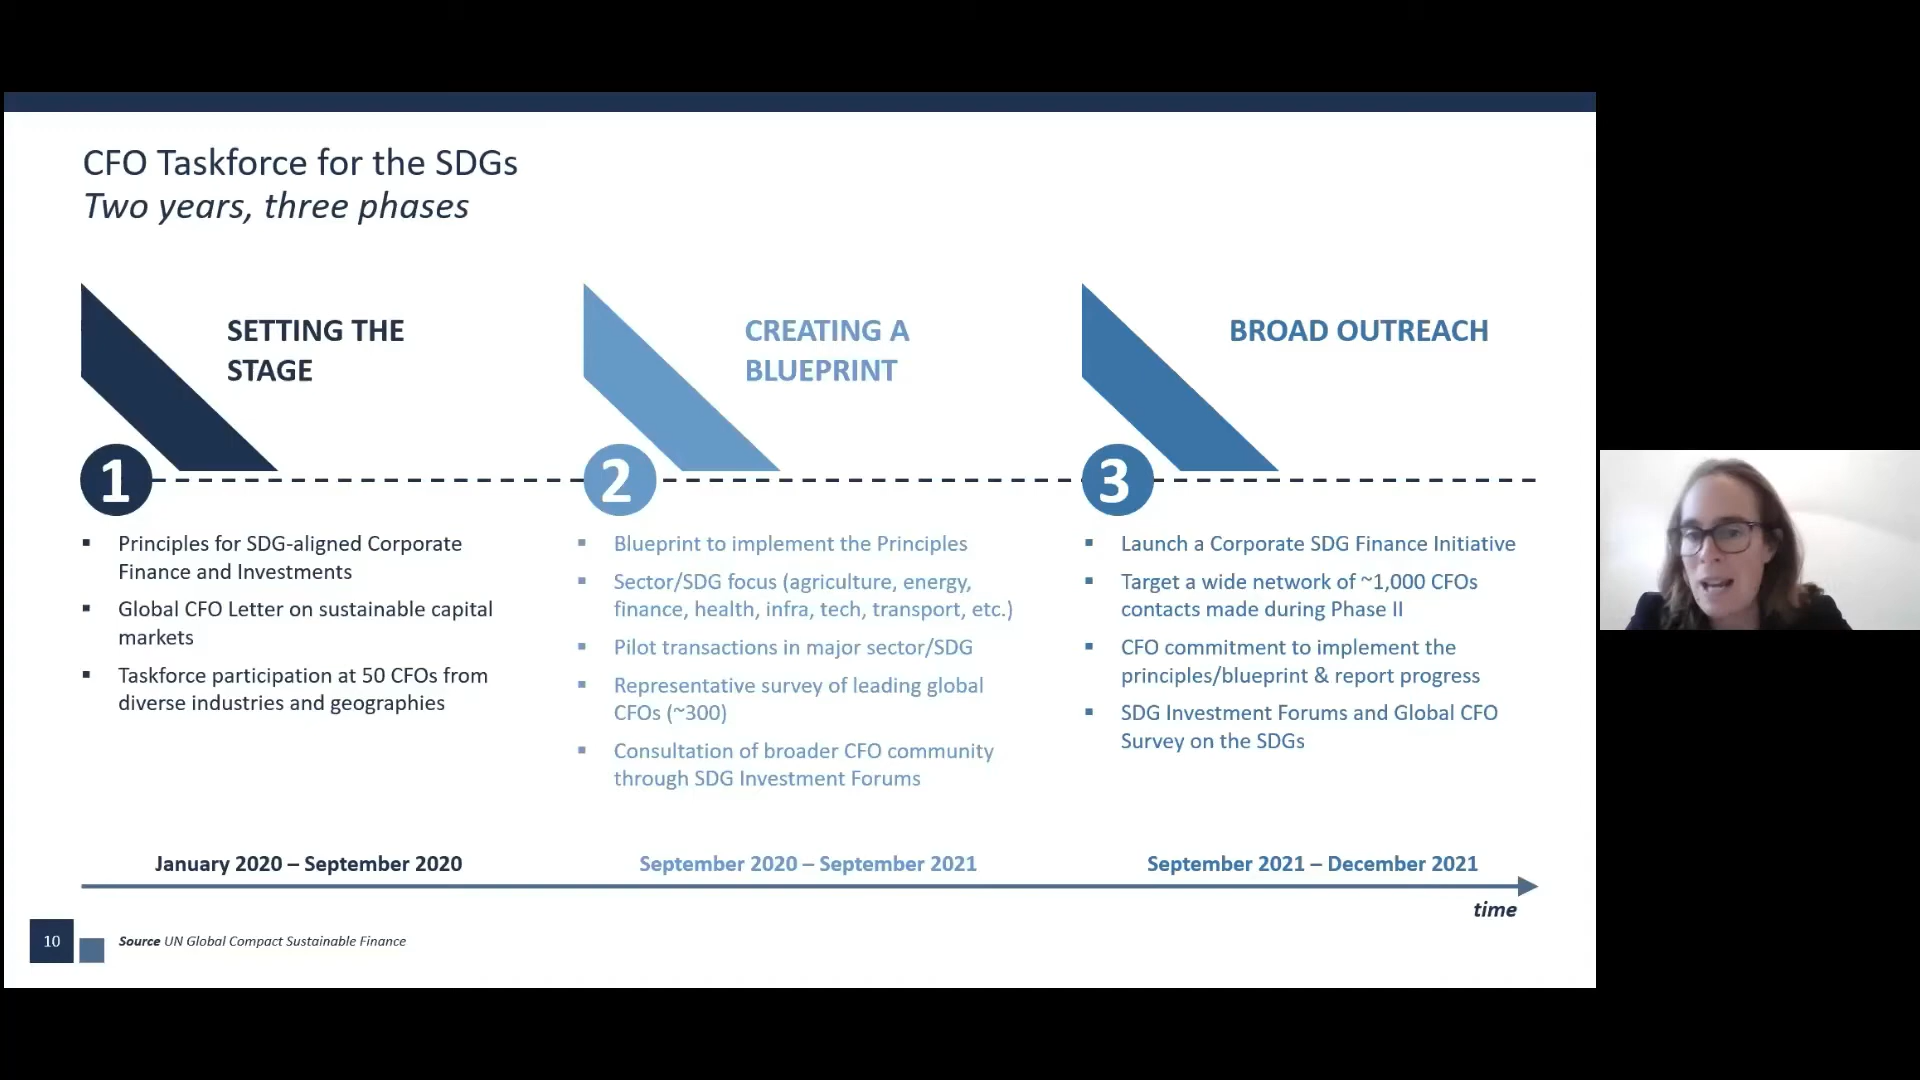 CFO Taskforce for the SDGs
Two years, three phases
SETTING THE
STAGE
1
▪ Principles for SDG-aligned Corporate
Finance and Investments
▪ Global CFO Letter on sustainable capital
markets
▪ Taskforce participation at 50 CFOs from
diverse industries and geographies
January 2020 – September 2020
CREATING A
BLUEPRINT
2
▪ Blueprint to implement the Principles
▪ Sector/SDG focus (agriculture, energy,
finance, health, infra, tech, transport, etc.)
▪ Pilot transactions in major sector/SDG
▪ Representative survey of leading global
CFOs (~300)
▪ Consultation of broader CFO community
through SDG Investment Forums
September 2020 – September 2021
BROAD OUTREACH
3
▪ Launch a Corporate SDG Finance Initiative
▪ Target a wide network of ~1,000 CFOs
contacts made during Phase II
▪ CFO commitment to implement the
principles/blueprint & report progress
▪ SDG Investment Forums and Global CFO
Survey on the SDGs
September 2021 – December 2021
time
10
Source UN Global Compact Sustainable Finance